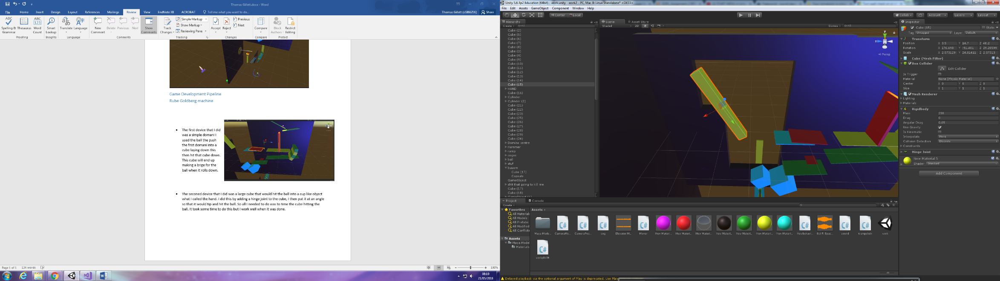 Thomas Gillett.docx - Word
File Home Insert Design Layout References Mailings Review View EndNote X8 ACROBAT Tell me what you want to do... Thomas Gillett (s5066216) Share
Spelling & Grammar Thesaurus Word Count Smart Lookup Translate Language New Comment Delete Previous Next Show Comments Track Changes Simple Markup Show Markup Reviewing Pane Accept Reject Previous Next Compare Block Authors Restrict Editing
Proofing Insights Language Comments Tracking Changes Compare Protect
Game Development Pipeline
Rube Goldberg machine
The first device that I did
was a simple domani I
used the ball the push
the frist domani into a
cube laying down this
then hit that cube dowe.
This cube will end up
making a brige for the
ball when it rolls down.
The seconed device that I did was a large cube that would hit the ball into a cup like object
what I called the hand. I did this by adding a hinge joint to the cube, I then put it at an angle
so that it would tip and hit the ball. So all I needed to do was to time the cube hitting the
ball. It took some time to do this but I work well when it was done.
Page 1 of 1 134 words 100%
08:19
21/05/2018
Unity 5.6.3p2 Education (64bit) - work.unity - work2 - PC, Mac & Linux Standalone* <DX11>
File Edit Assets GameObject Component Window Help
Center Local Collab Account Layers Layout
Hierarchy
Create All
Cube (2)
Cube (5)
Cube (6)
Cube (7)
Cube (8)
Cube (3)
Cube (4)
Cube (9)
Cube (10)
Cube (11)
Cube (12)
Cube (13)
Cube (14)
Cube (15)
HAND
Cube (16)
Cylinder
Cylinder (2)
Cube (21)
Cube (22)
Cube (23)
Cube (25)
Cube (26)
Cube (27)
Cube (28)
Cube (29)
Cube (24)
Domino centre
Hammer
ramp
coges
ball
stuf
buuorn
Cube (17)
Capsule
GameObject
shit that going to kill me
Cube (17)
Cube (18)
GameObject (1)
Scene Asset Store
Shaded 2D Gizmos All
y
z
Persp
Inspector
Cube (15) Static
Tag Untagged Layer Default
Transform
Position X 3.5 Y 14.7 Z 48.2
Rotation X 176.698 Y -91.401 Z 29.20599
Scale X 2.573129 Y 24.01411 Z 2.57313
Cube (Mesh Filter)
Box Collider
Edit Collider
Is Trigger
Material None (Physic Material)
Center X 0 Y 0 Z 0
Size X 1 Y 1 Z 1
Mesh Renderer
Lighting
Materials
Rigidbody
Mass 200
Drag 0
Angular Drag 0.05
Use Gravity
Is Kinematic
Interpolate None
Collision Detection Discrete
Constraints
Hinge Joint
New Material 5
Shader Standard
Add Component
Project Console
Create
Favorites
All Materials
All Models
All Prefabs
All Modified
All Conflicts
Assets
Maya Model
Materials
Assets
Maya Mode... CameraMo... CameraPos... cog Elevator M... Mover New Materi... New Materi... New Materi... New Materi... New Materi... New Materi... New Materi... NewBehavi... Sci Fi Spac... sound trampolein work
workplslift
Delayed playback via the optional argument of Play is deprecated. Use Play